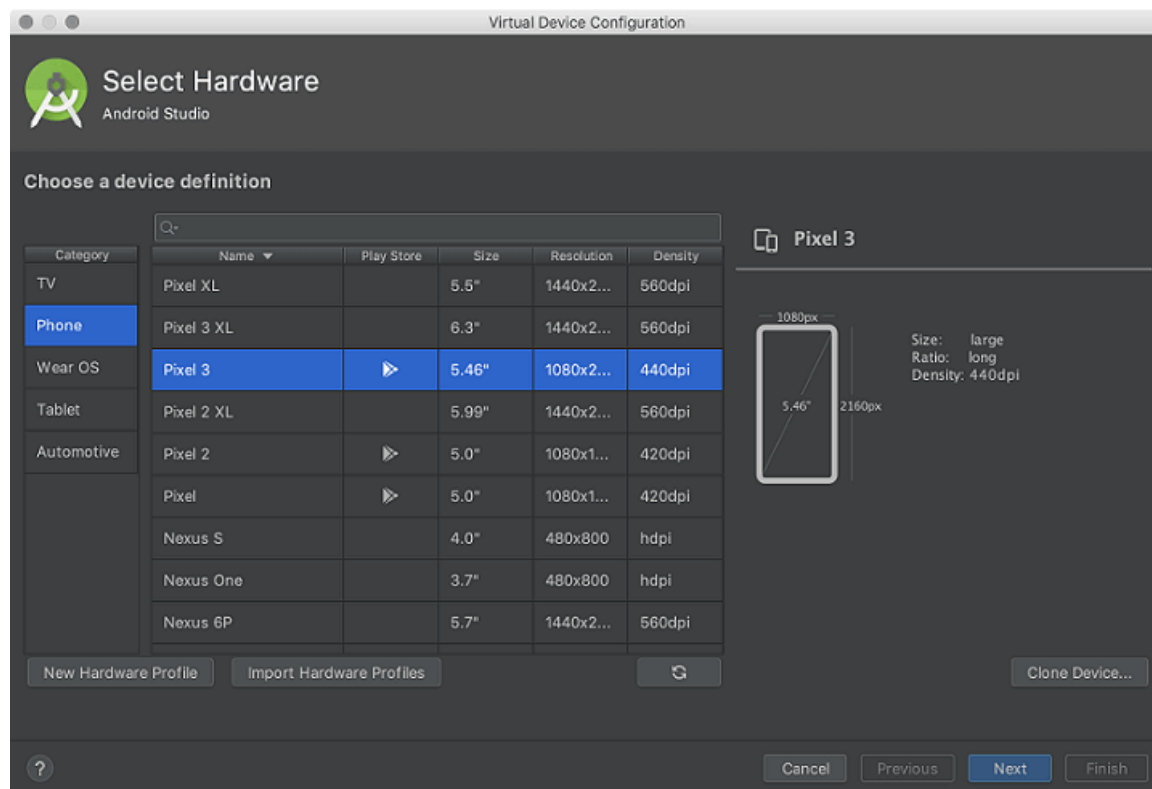 Virtual Device Configuration
Select Hardware
Android Studio
Choose a device definition
Category
TV
Phone
Wear OS
Tablet
Automotive
Name Play Store Size Resolution Density
Pixel XL 5.5" 1440x2... 560dpi
Pixel 3 XL 6.3" 1440x2... 560dpi
Pixel 3 5.46" 1080x2... 440dpi
Pixel 2 XL 5.99" 1440x2... 560dpi
Pixel 2 5.0" 1080x1... 420dpi
Pixel 5.0" 1080x1... 420dpi
Nexus S 4.0" 480x800 hdpi
Nexus One 3.7" 480x800 hdpi
Nexus 6P 5.7" 1440x2... 560dpi
Pixel 3
1080px
5.46"
2160px
Size: large
Ratio: long
Density: 440dpi
New Hardware Profile
Import Hardware Profiles
Clone Device...
?
Cancel
Previous
Next
Finish